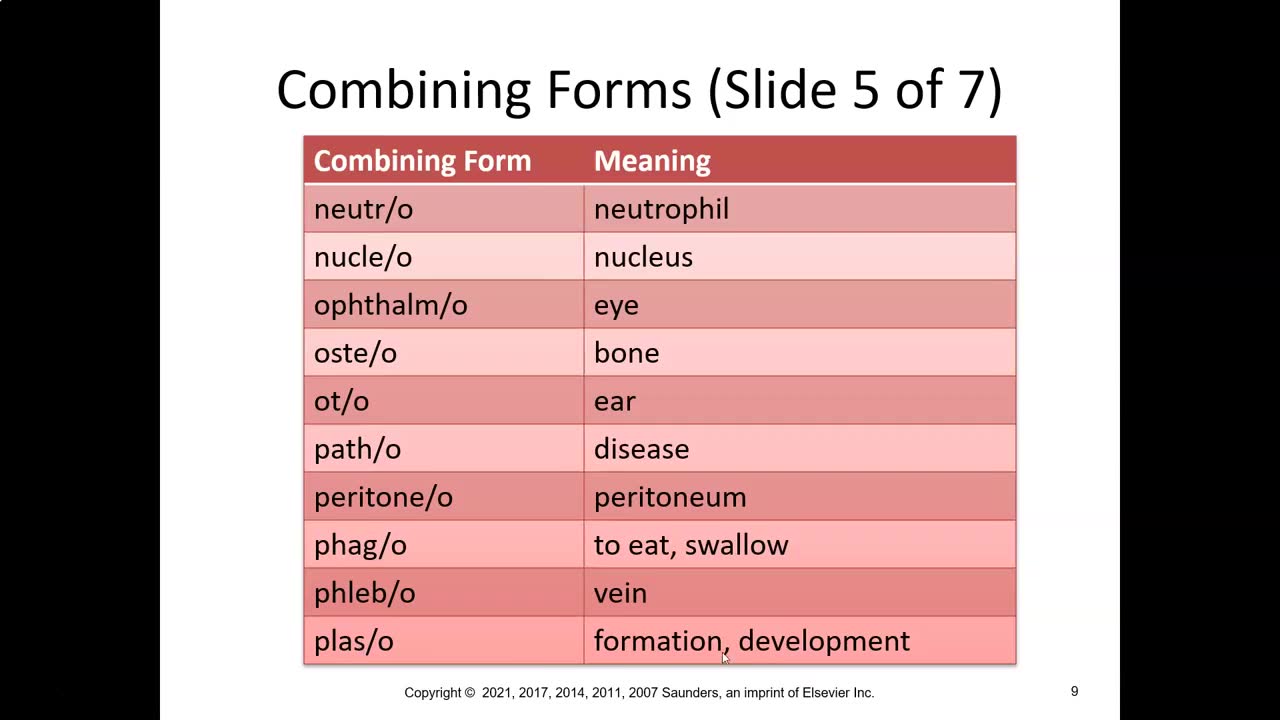 Combining Forms (Slide 5 of 7)
Combining Form Meaning
neutr/o neutrophil
nucle/o nucleus
ophthalm/o eye
oste/o bone
ot/o ear
path/o disease
peritone/o peritoneum
phag/o to eat, swallow
phleb/o vein
plas/o formation, development
Copyright © 2021, 2017, 2014, 2011, 2007 Saunders, an imprint of Elsevier Inc.
9